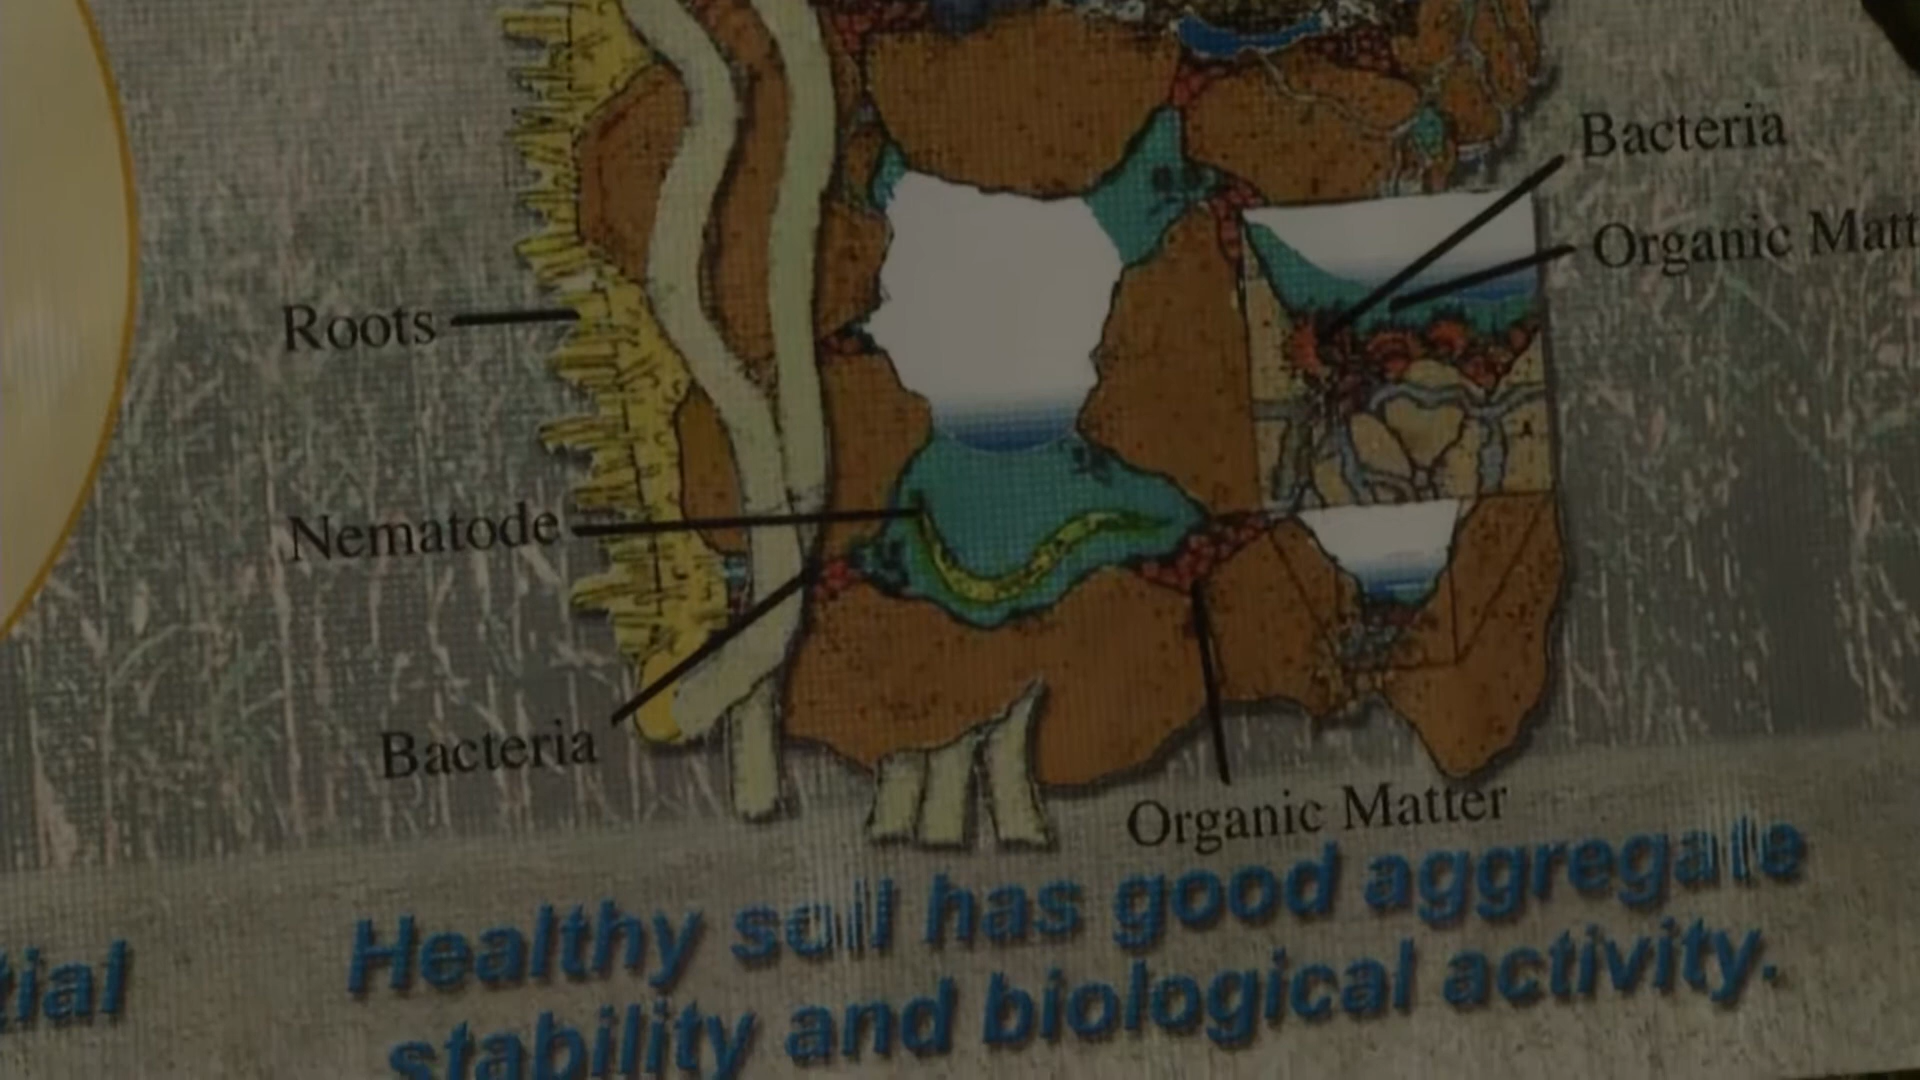 Bacteria
Organic Matt
Roots
Nematode
Bacteria
Organic Matter
Healthy soil has good aggregate
tial
stability and biological activity.